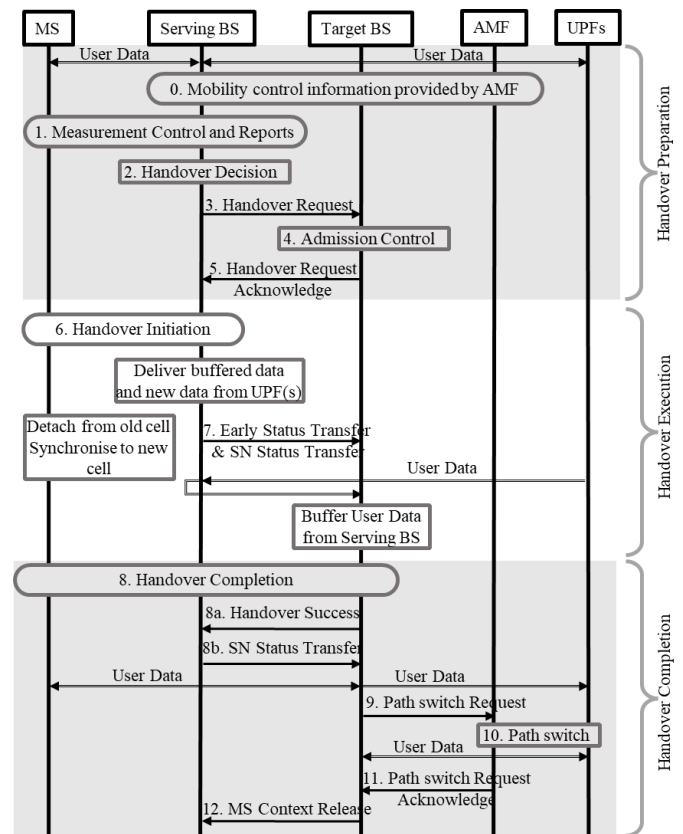 MS
Serving BS
Target BS
AMF
UPFs
User Data
User Data
0. Mobility control information provided by AMF
1. Measurement Control and Reports
2. Handover Decision
3. Handover Request
4. Admission Control
5. Handover Request
Acknowledge
Handover Preparation
6. Handover Initiation
Deliver buffered data
and new data from UPF(s)
Detach from old cell
Synchronise to new
cell
7. Early Status Transfer
& SN Status Transfer
User Data
Buffer User Data
from Serving BS
Handover Execution
8. Handover Completion
8a. Handover Success
8b. SN Status Transfer
User Data
User Data
9. Path switch Request
10. Path switch
User Data
11. Path switch Request
Acknowledge
12. MS Context Release
Handover Completion